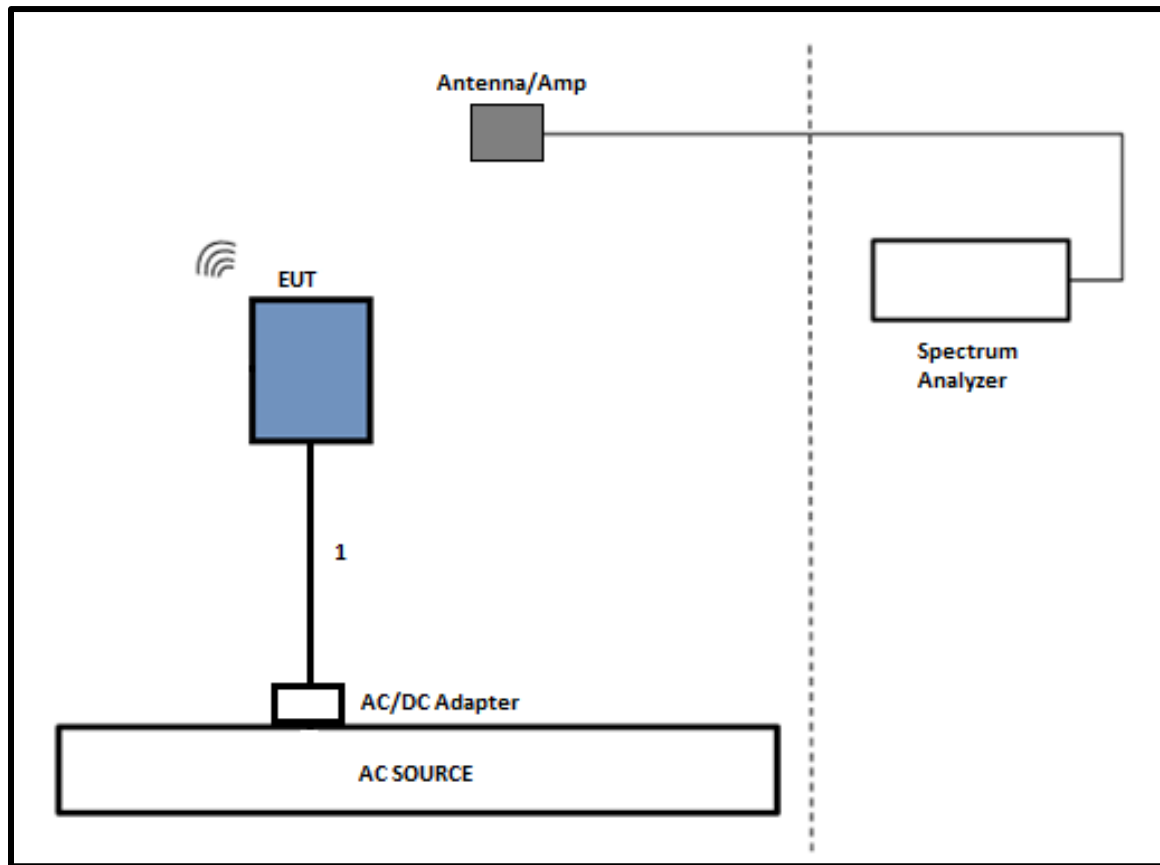 Antenna/Amp
EUT
Spectrum
Analyzer
1
AC/DC Adapter
AC SOURCE